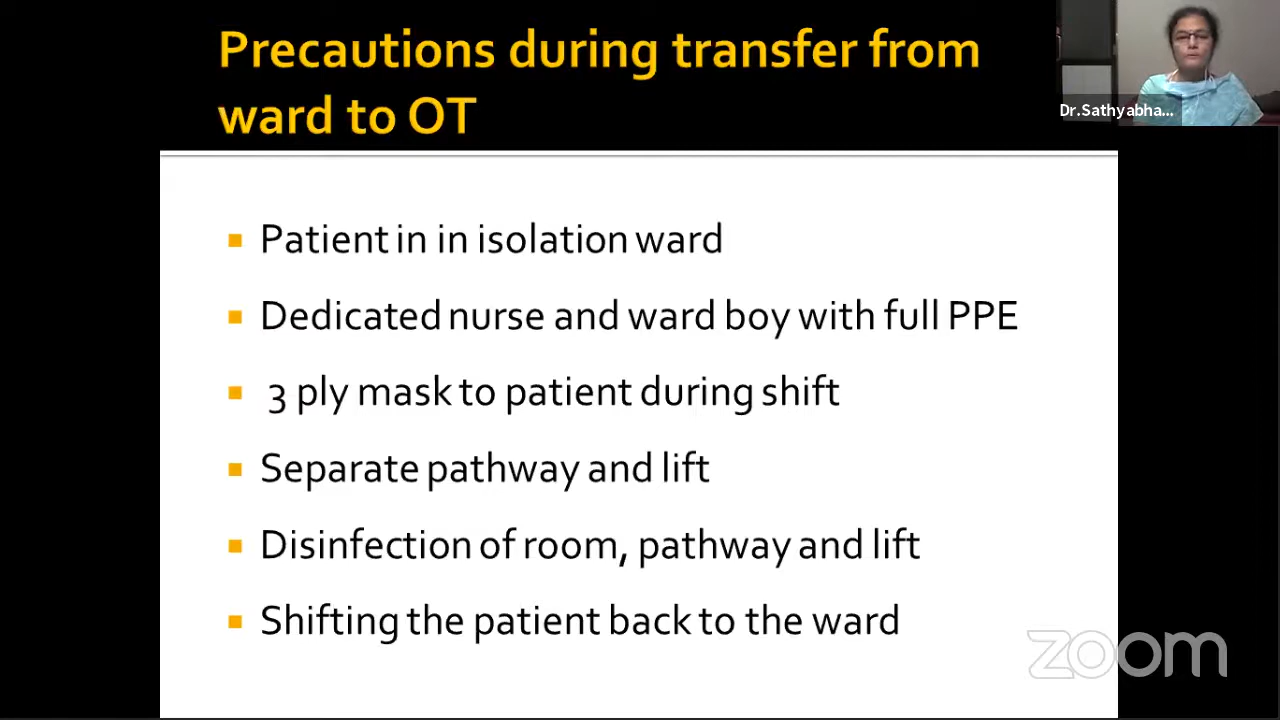 Precautions during transfer from
ward to OT
Dr.Sathyabha...
Patient in in isolation ward
Dedicated nurse and ward boy with full PPE
3 ply mask to patient during shift
Separate pathway and lift
Disinfection of room, pathway and lift
Shifting the patient back to the ward
zoom